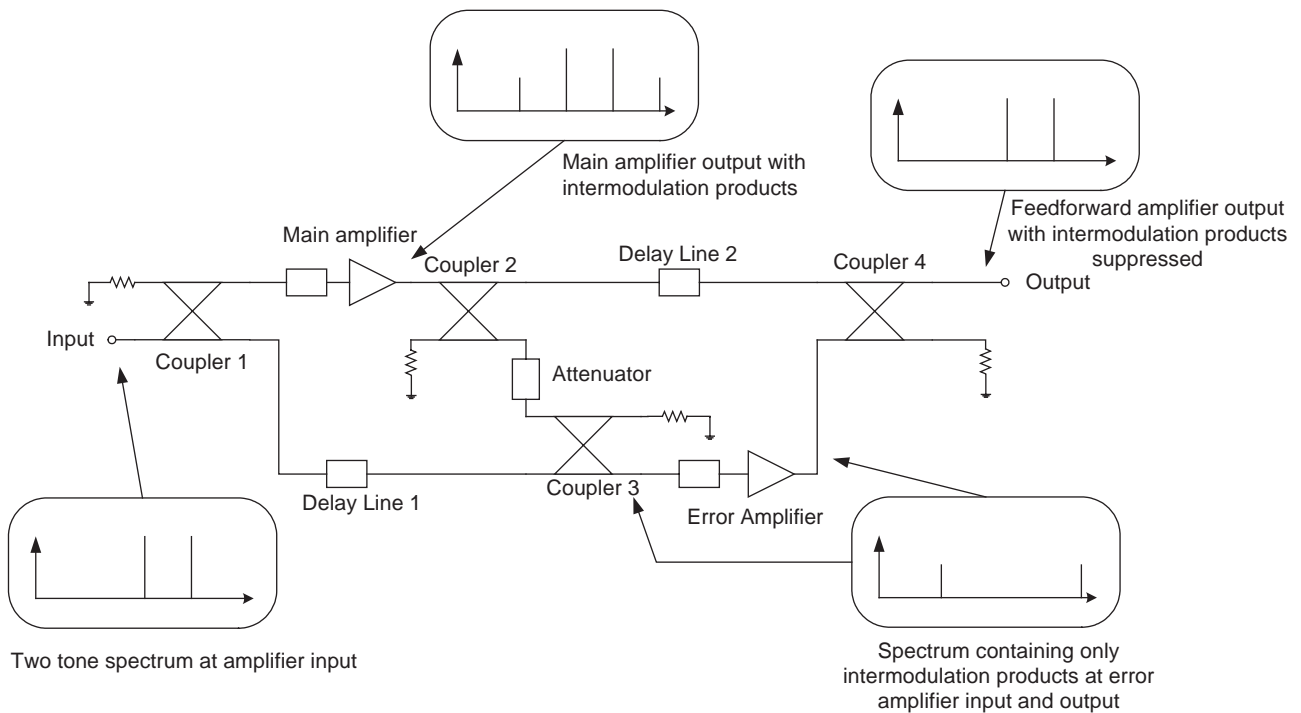 Main amplifier output with
intermodulation products
Feedforward amplifier output
with intermodulation products
suppressed
Main amplifier
Coupler 2
Delay Line 2
Coupler 4
Output
Input
Coupler 1
Attenuator
Delay Line 1
Coupler 3
Error Amplifier
Two tone spectrum at amplifier input
Spectrum containing only
intermodulation products at error
amplifier input and output